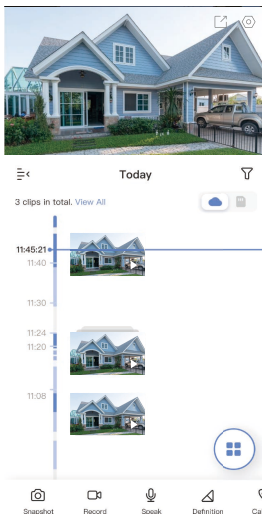 Today
3 clips in total. View All
11:45:21
11:40
11:30
11:24
11:20
11:08
Snapshot
Record
Speak
Definition